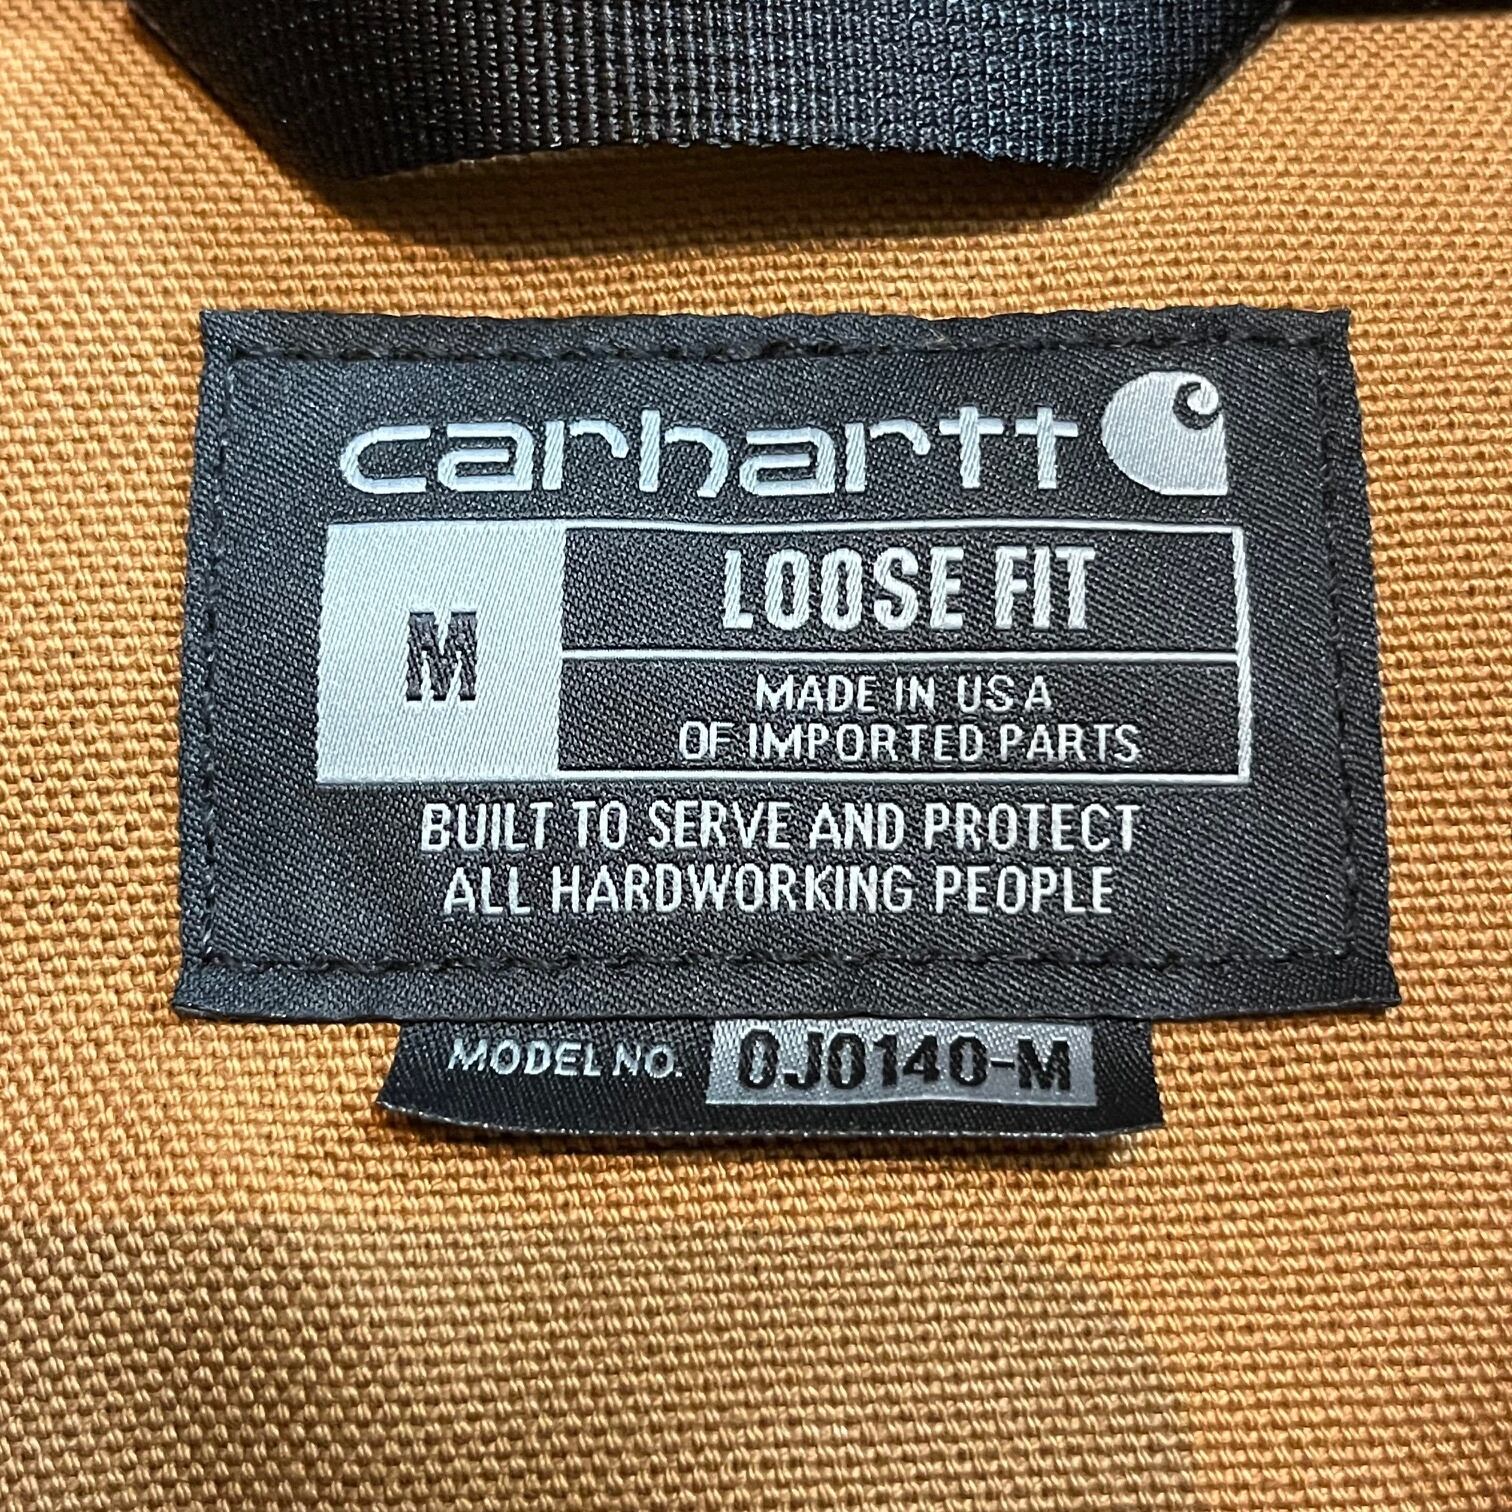 carhartt
M
LOOSE FIT
MADE IN USA
OF IMPORTED PARTS
BUILT TO SERVE AND PROTECT
ALL HARDWORKING PEOPLE
MODEL NO. 0J0140-M